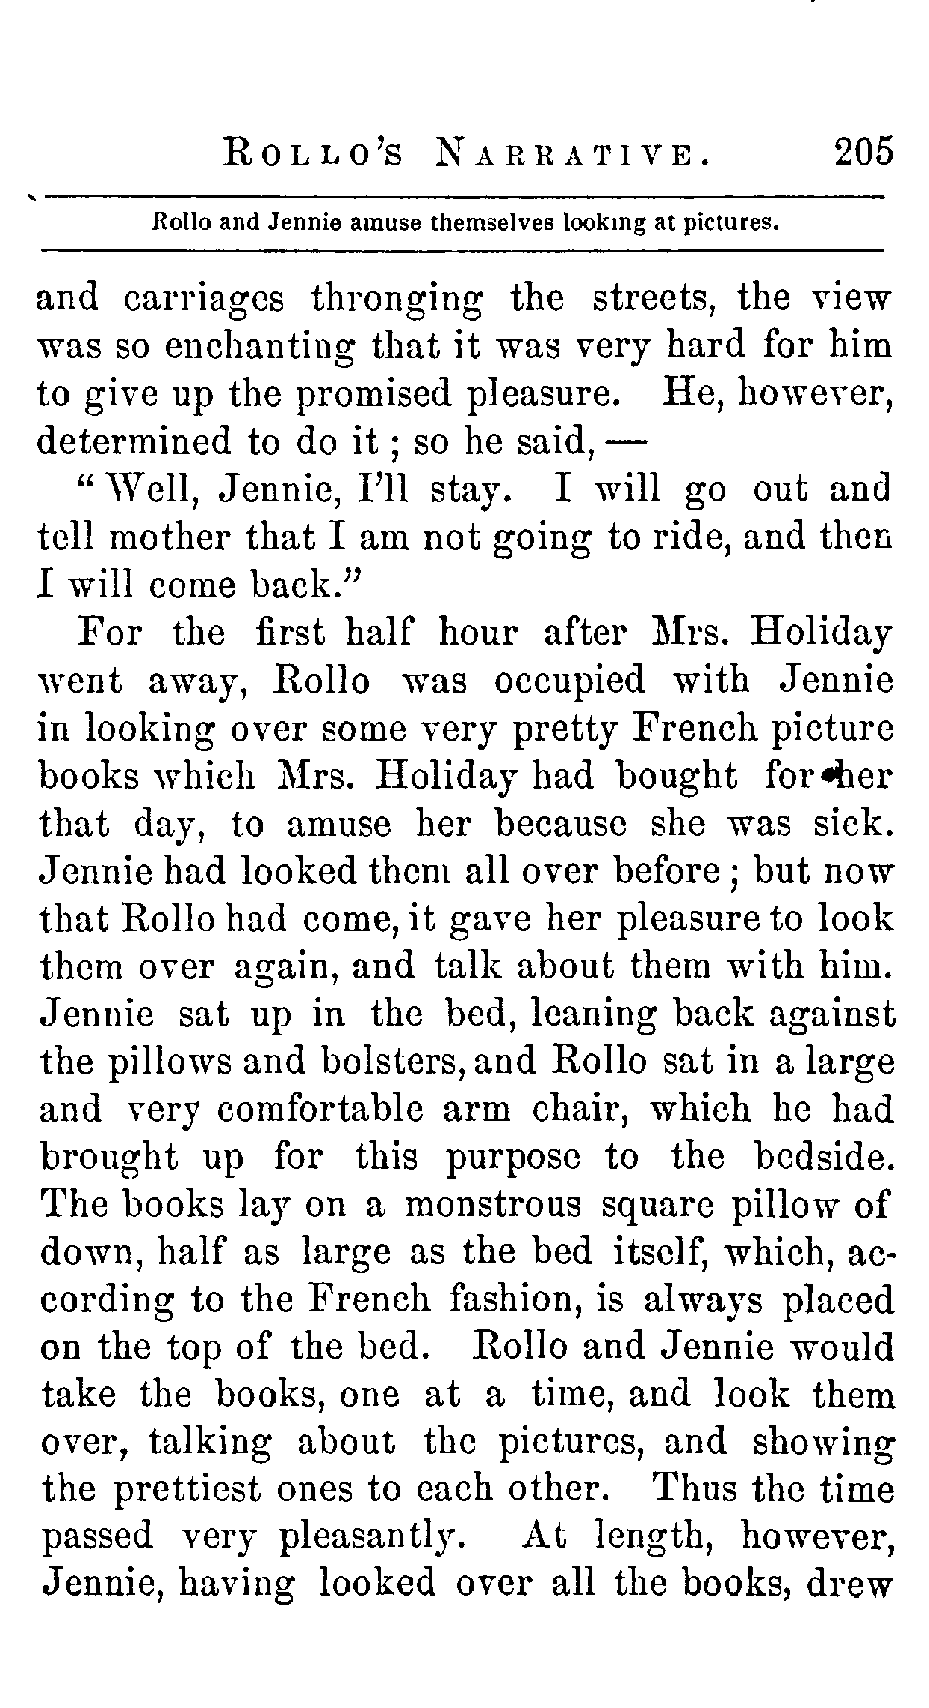 Rollo's Narrative. 205
Rollo and Jennie amuse themselves looking at pictures.
and carriages thronging the streets, the view
was so enchanting that it was very hard for him
to give up the promised pleasure. He, however,
determined to do it ; so he said, —
“ Well, Jennie, I'll stay. I will go out and
tell mother that I am not going to ride, and then
I will come back.”
For the first half hour after Mrs. Holiday
went away, Rollo was occupied with Jennie
in looking over some very pretty French picture
books which Mrs. Holiday had bought for her
that day, to amuse her because she was sick.
Jennie had looked them all over before ; but now
that Rollo had come, it gave her pleasure to look
them over again, and talk about them with him.
Jennie sat up in the bed, leaning back against
the pillows and bolsters, and Rollo sat in a large
and very comfortable arm chair, which he had
brought up for this purpose to the bedside.
The books lay on a monstrous square pillow of
down, half as large as the bed itself, which, ac-
cording to the French fashion, is always placed
on the top of the bed. Rollo and Jennie would
take the books, one at a time, and look them
over, talking about the pictures, and showing
the prettiest ones to each other. Thus the time
passed very pleasantly. At length, however,
Jennie, having looked over all the books, drew